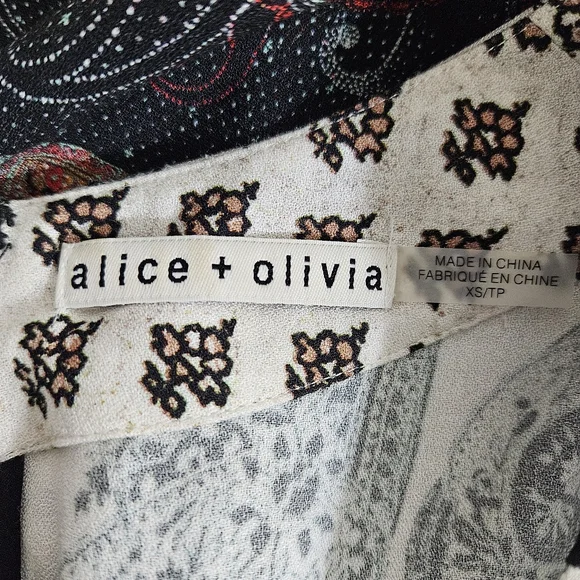 alice + olivia
MADE IN CHINA
FABRIQUÉ EN CHINE
XS/TP